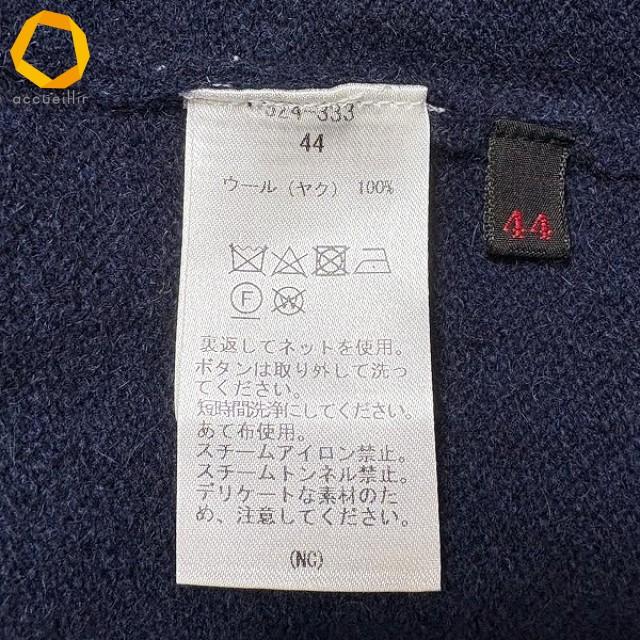 accueillir
324-333
44
ウール (ヤク) 100%
44
F
W
裏返してネットを使用。
ボタンは取り外して洗っ
てください。
短時間洗浄にしてください。
あて布使用。
スチームアイロン禁止。
スチームトンネル禁止。
デリケートな素材のた
め、注意してください。
(NC)